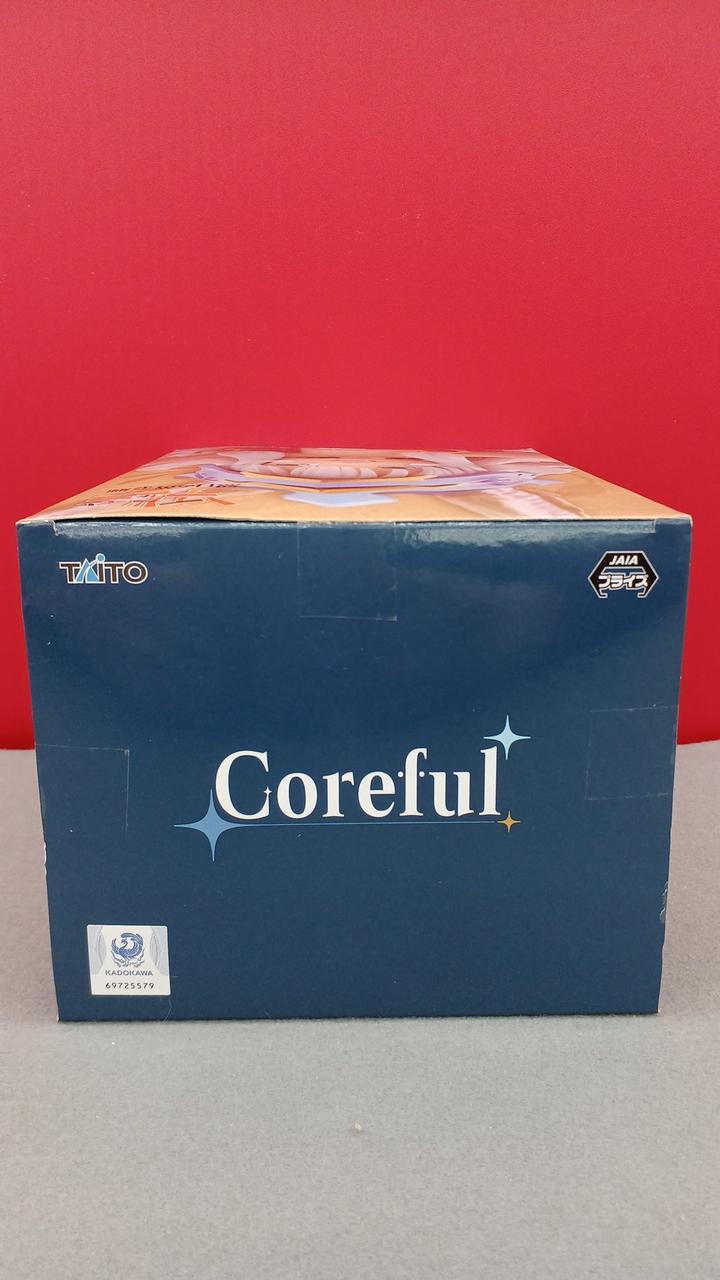 TAITO
JAIA
プライズ
Coreful
KADOKAWA
69725579